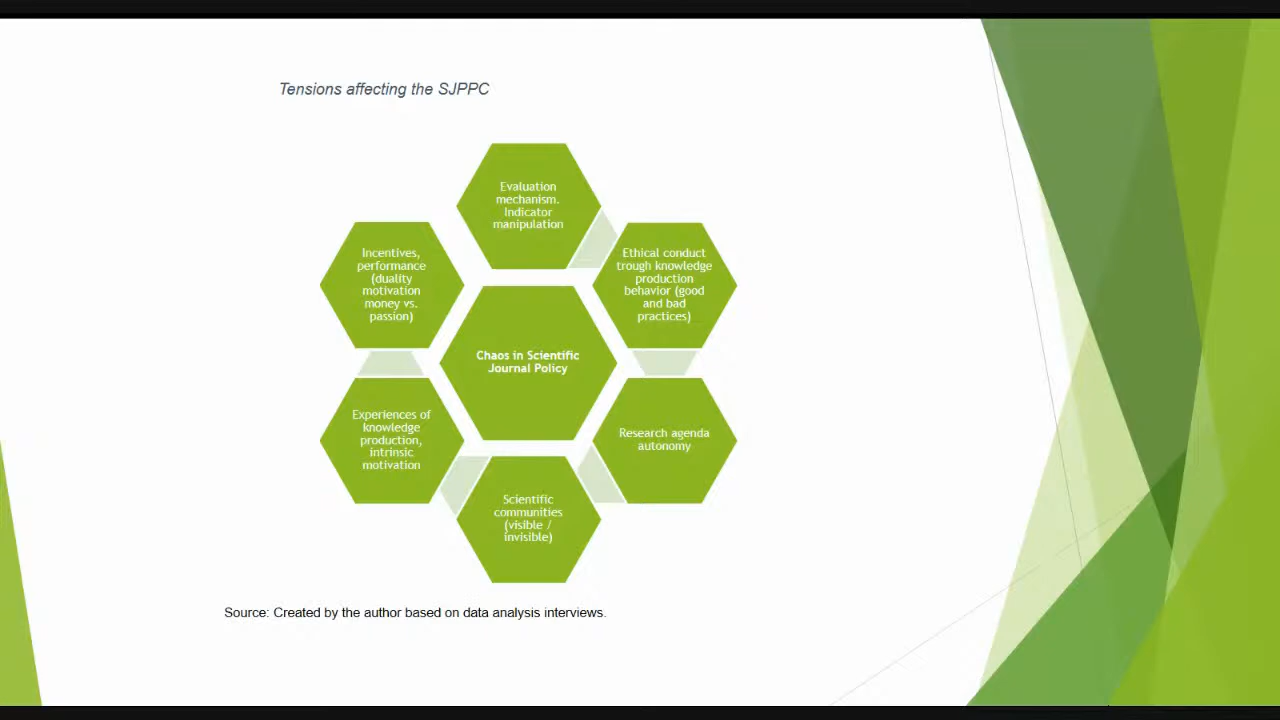 Tensions affecting the SJPPC
Evaluation
mechanism.
Indicator
manipulation
Incentives,
performance
(duality
motivation
money vs.
passion)
Ethical conduct
trough knowledge
production
behavior (good
and bad
practices)
Chaos in Scientific
Journal Policy
Experiences of
knowledge
production,
intrinsic
motivation
Research agenda
autonomy
Scientific
communities
(visible /
invisible)
Source: Created by the author based on data analysis interviews.